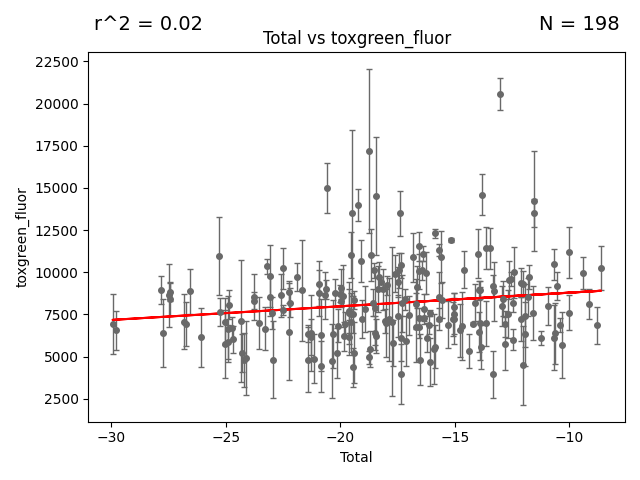 r^2 = 0.02
N = 198
Total vs toxgreen_fluor
22500
20000
17500
15000
12500
10000
7500
5000
2500
toxgreen_fluor
−30
−25
−20
−15
−10
Total